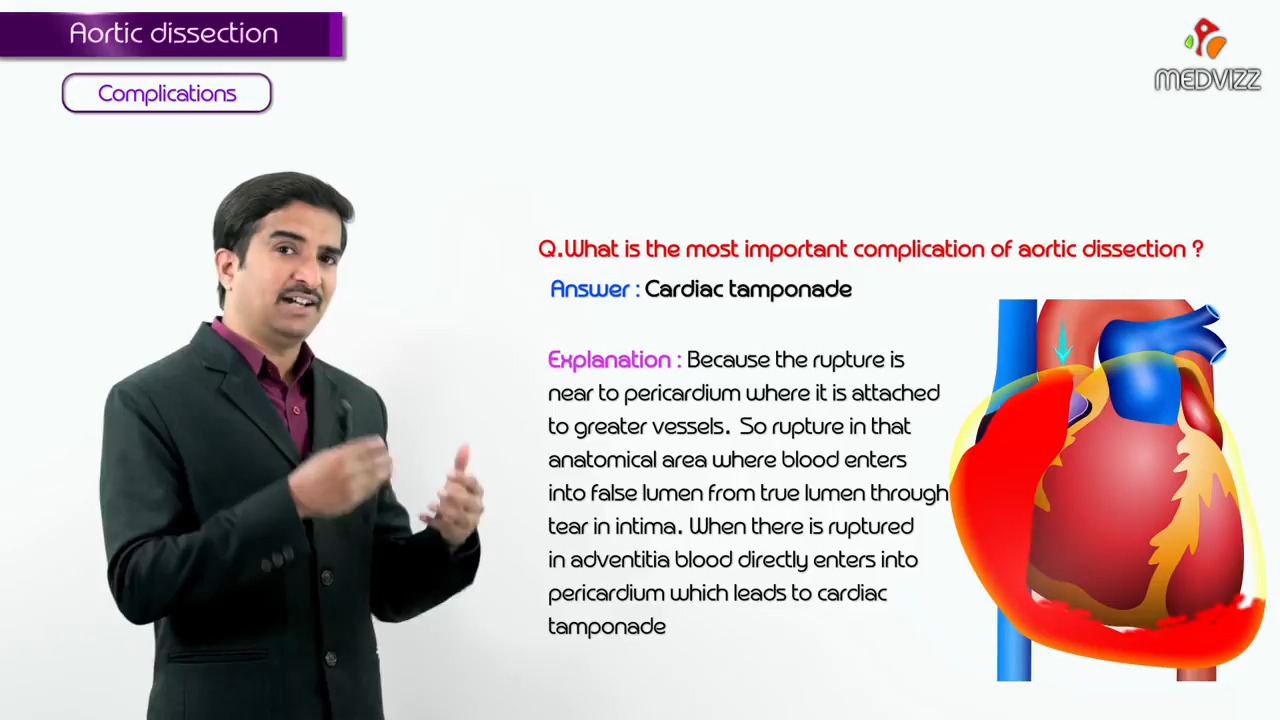 Aortic dissection
Complications
MEDVIZZ
Q.What is the most important complication of aortic dissection ?
Answer : Cardiac tamponade
Explanation : Because the rupture is
near to pericardium where it is attached
to greater vessels. So rupture in that
anatomical area where blood enters
into false lumen from true lumen through
tear in intima. When there is ruptured
in adventitia blood directly enters into
pericardium which leads to cardiac
tamponade